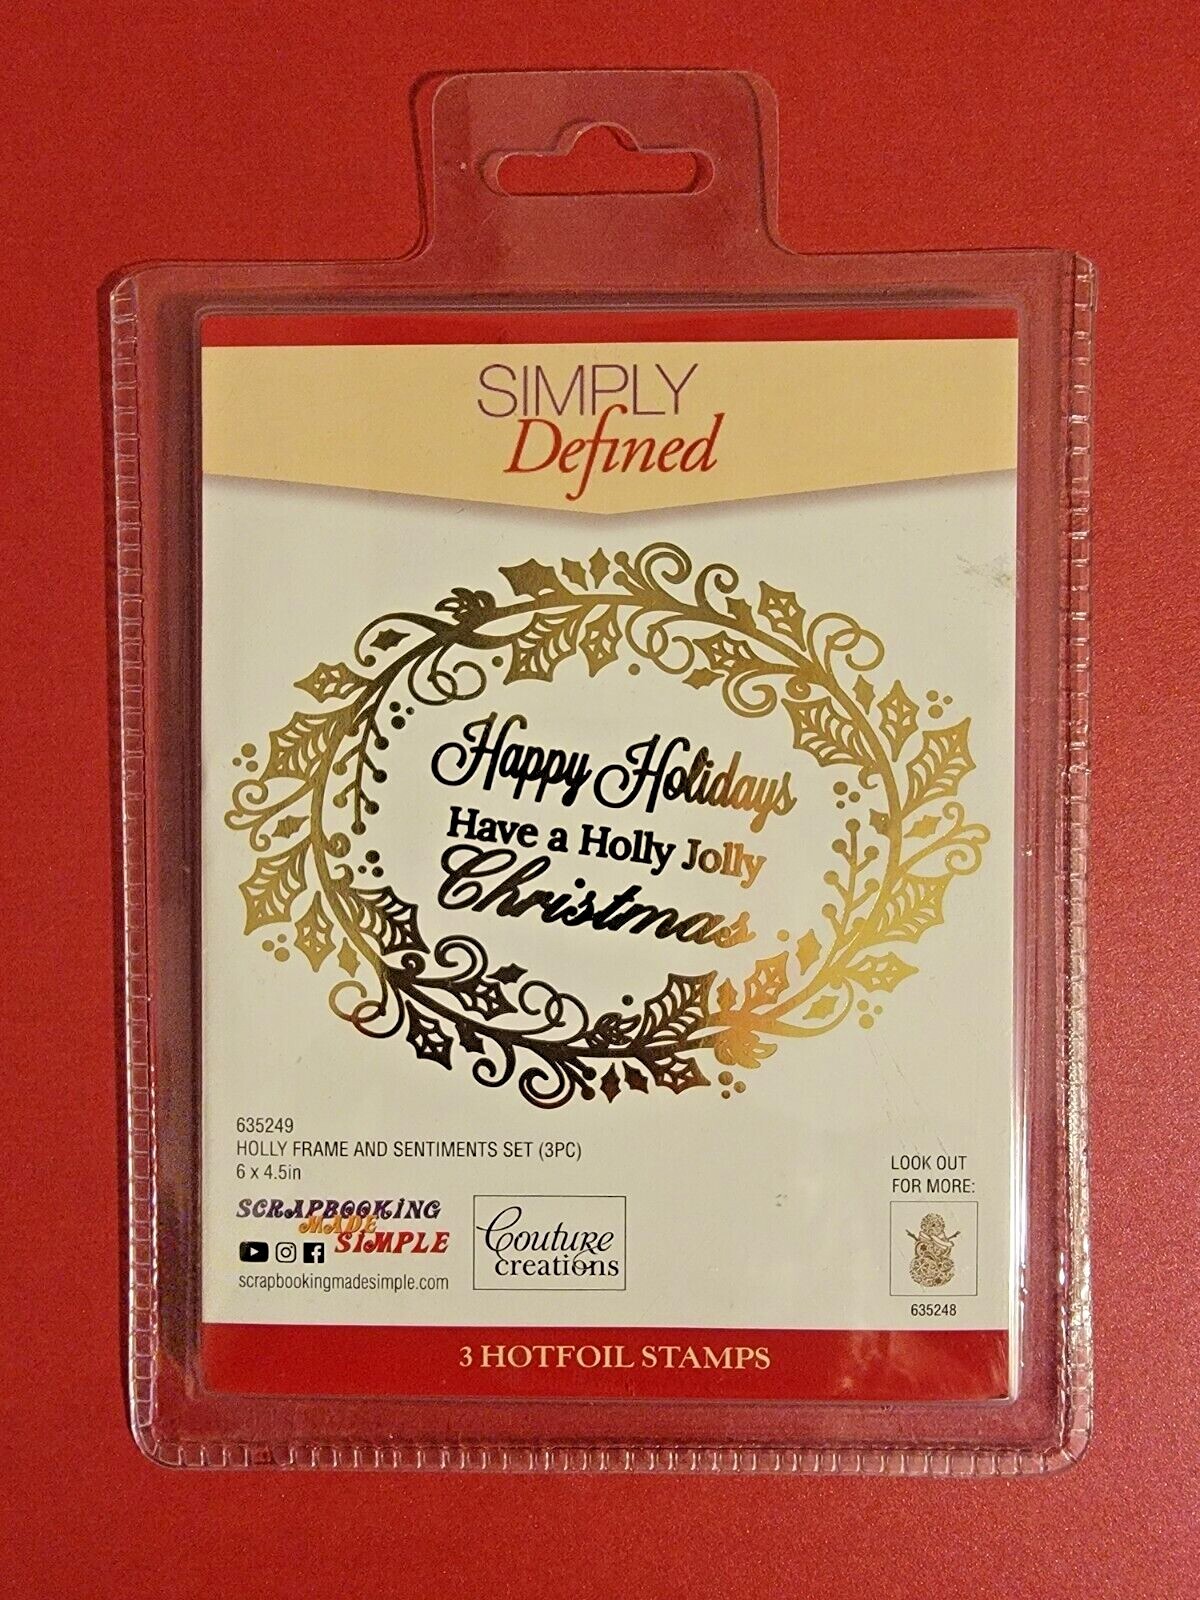 SIMPLY
Defined
Happy Holidays
Have a Holly Jolly
Christmas
635249
HOLLY FRAME AND SENTIMENTS SET (3PC)
6 x 4.5in
SCRAPBOOKING
MADE
SIMPLE
scrapbookingmadesimple.com
Couture
creations
LOOK OUT
FOR MORE:
635248
3 HOTFOIL STAMPS